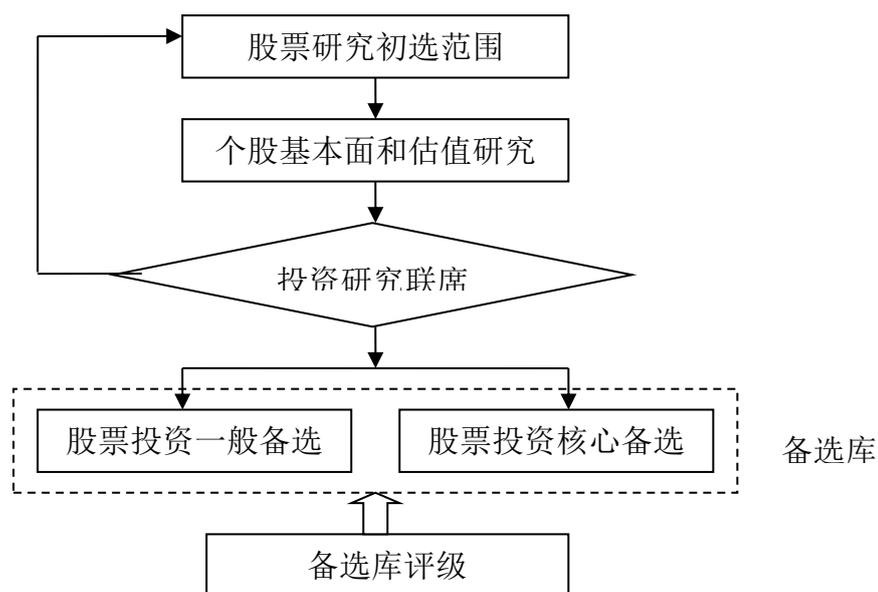 股票研究初选范围
个股基本面和估值研究
投资研究联席
股票投资一般备选
股票投资核心备选
备选库
备选库评级